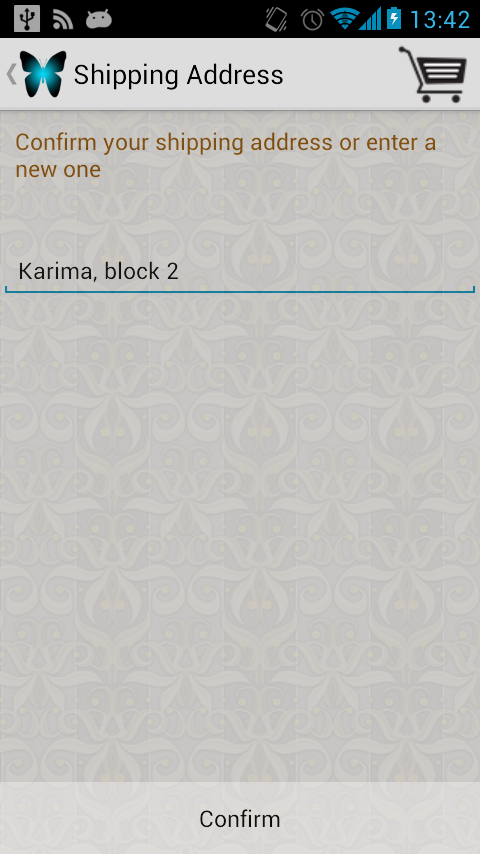 13:42
Shipping Address
Confirm your shipping address or enter a
new one
Karima, block 2
Confirm